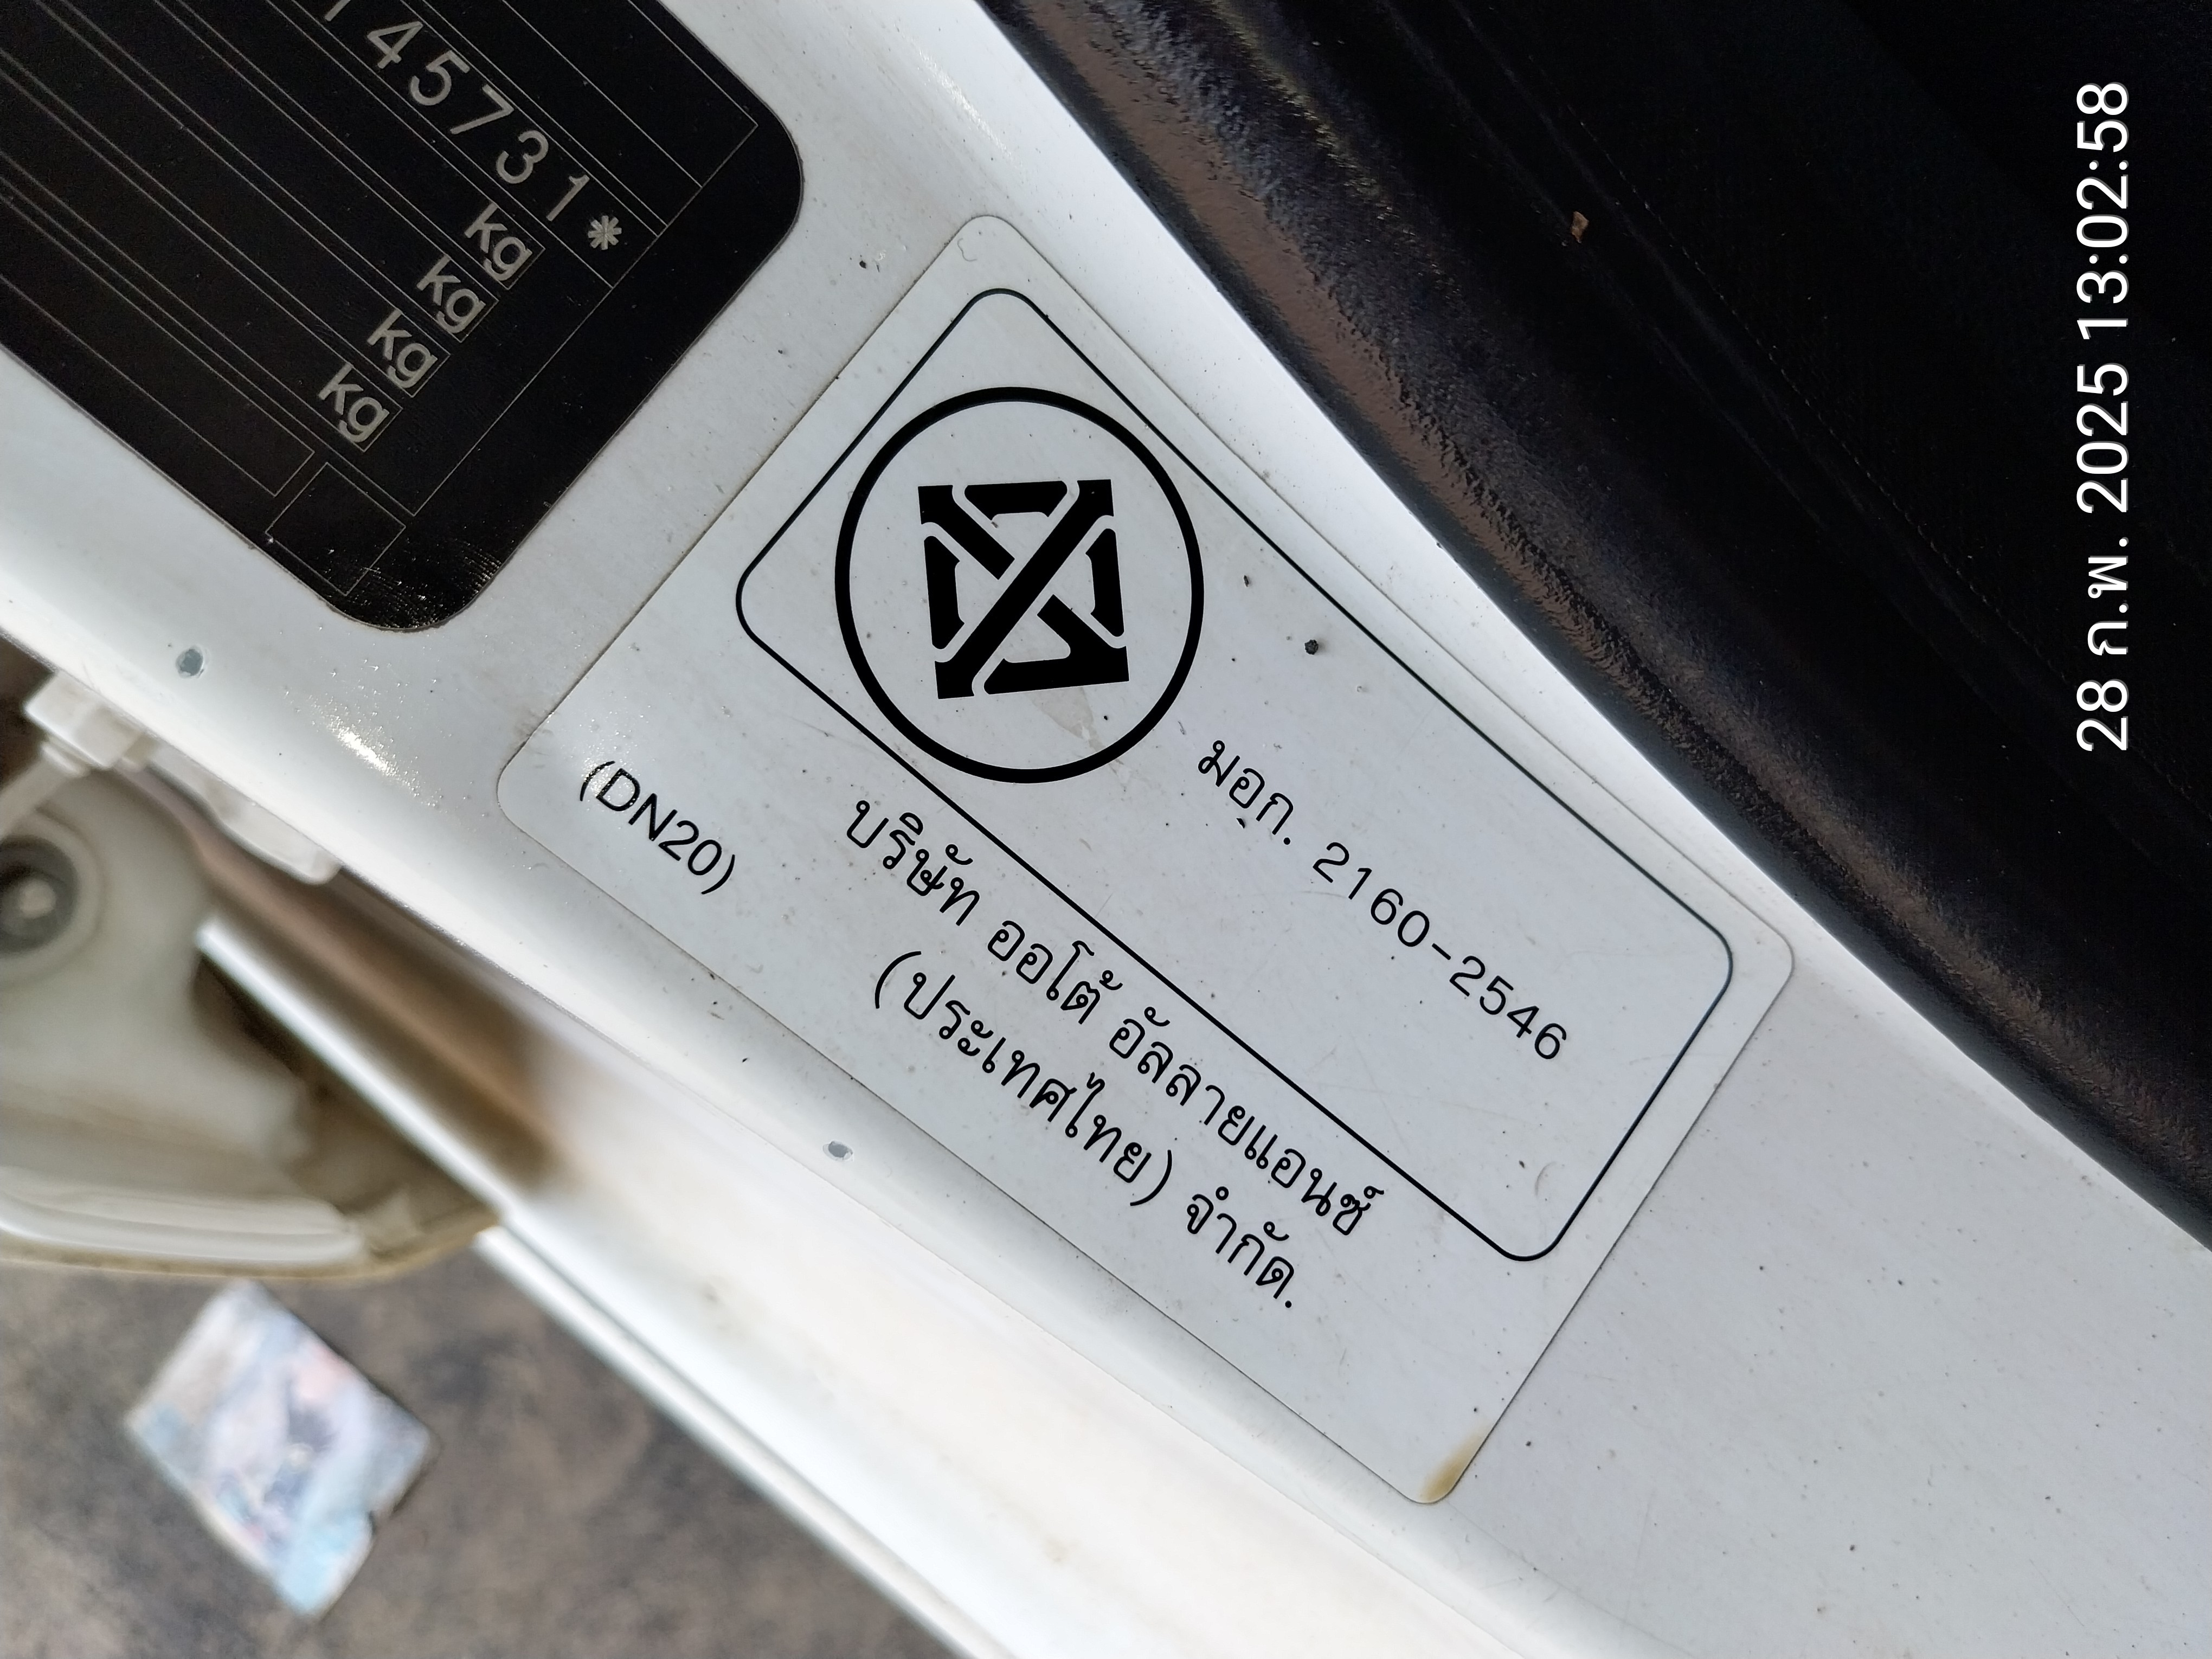 145731*
kg
kg
kg
kg
มอก. 2160-2546
บริษัท ออโต้ อัลลายแอนซ์
(ประเทศไทย) จำกัด.
(DN20)
28 ก.พ. 2025 13:02:58